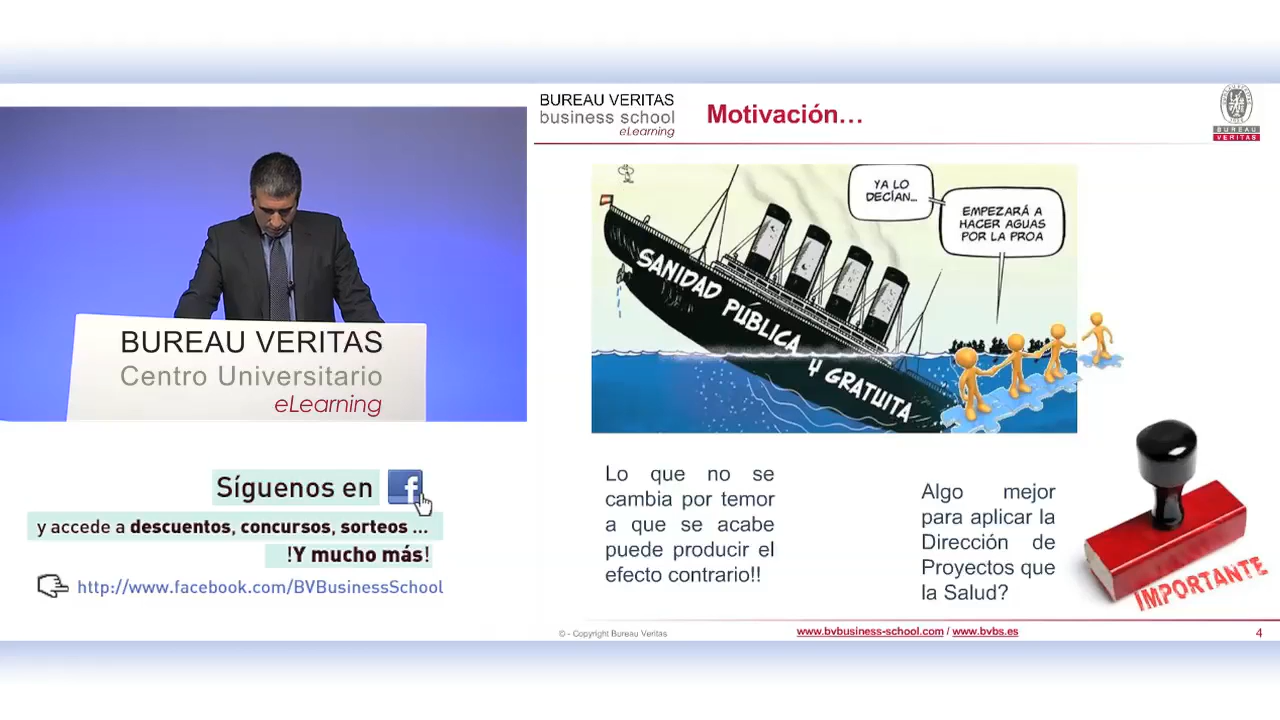 BUREAU VERITAS
Centro Universitario
eLearning
Síguenos en f
y accede a descuentos, concursos, sorteos ...
!Y mucho más!
http://www.facebook.com/BVBusinessSchool
BUREAU VERITAS
business school
eLearning
Motivación…
BUREAU
VERITAS
YA LO
DECÍAN...
EMPEZARÁ A
HACER AGUAS
POR LA PROA
SANIDAD PÚBLICA
Y GRATUITA
Lo que no se
cambia por temor
a que se acabe
puede producir el
efecto contrario!!
Algo mejor
para aplicar la
Dirección de
Proyectos que
la Salud?
IMPORTANTE
© - Copyright Bureau Veritas
www.bvbusiness-school.com / www.bvbs.es
4